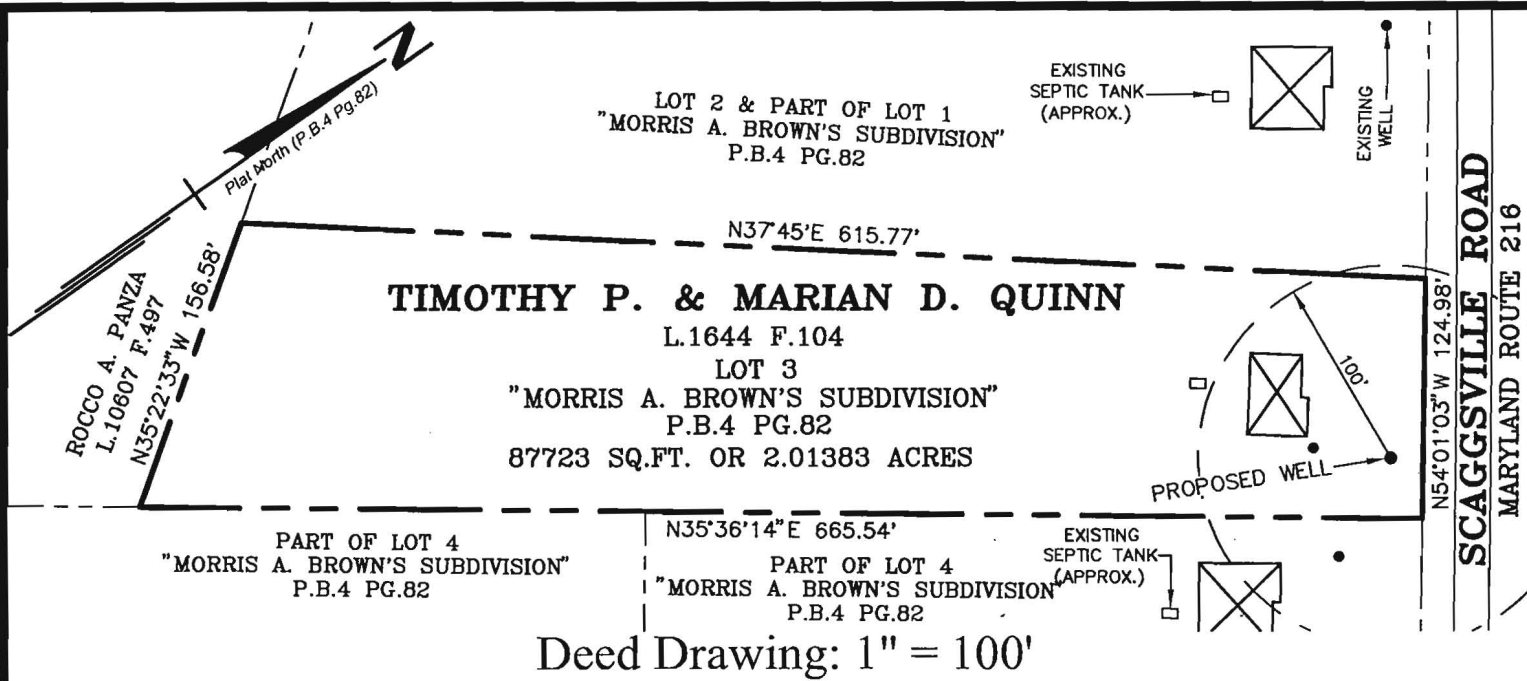 N
Plat North (P.B.4 Pg.82)
LOT 2 & PART OF LOT 1
"MORRIS A. BROWN'S SUBDIVISION"
P.B.4 PG.82
EXISTING
SEPTIC TANK
(APPROX.)
EXISTING
WELL
N37°45'E 615.77'
ROCCO A. PANZA
L.10607 F.497
N35°22'33"W 156.58'
TIMOTHY P. & MARIAN D. QUINN
L.1644 F.104
LOT 3
"MORRIS A. BROWN'S SUBDIVISION"
P.B.4 PG.82
87723 SQ.FT. OR 2.01383 ACRES
100'
PROPOSED WELL
N54°01'03"W 124.98'
SCAGGSVILE ROAD
MARYLAND ROUTE 216
N35°36'14"E 665.54'
PART OF LOT 4
"MORRIS A. BROWN'S SUBDIVISION"
P.B.4 PG.82
PART OF LOT 4
"MORRIS A. BROWN'S SUBDIVISION"
P.B.4 PG.82
EXISTING
SEPTIC TANK
(APPROX.)
Deed Drawing: 1" = 100'